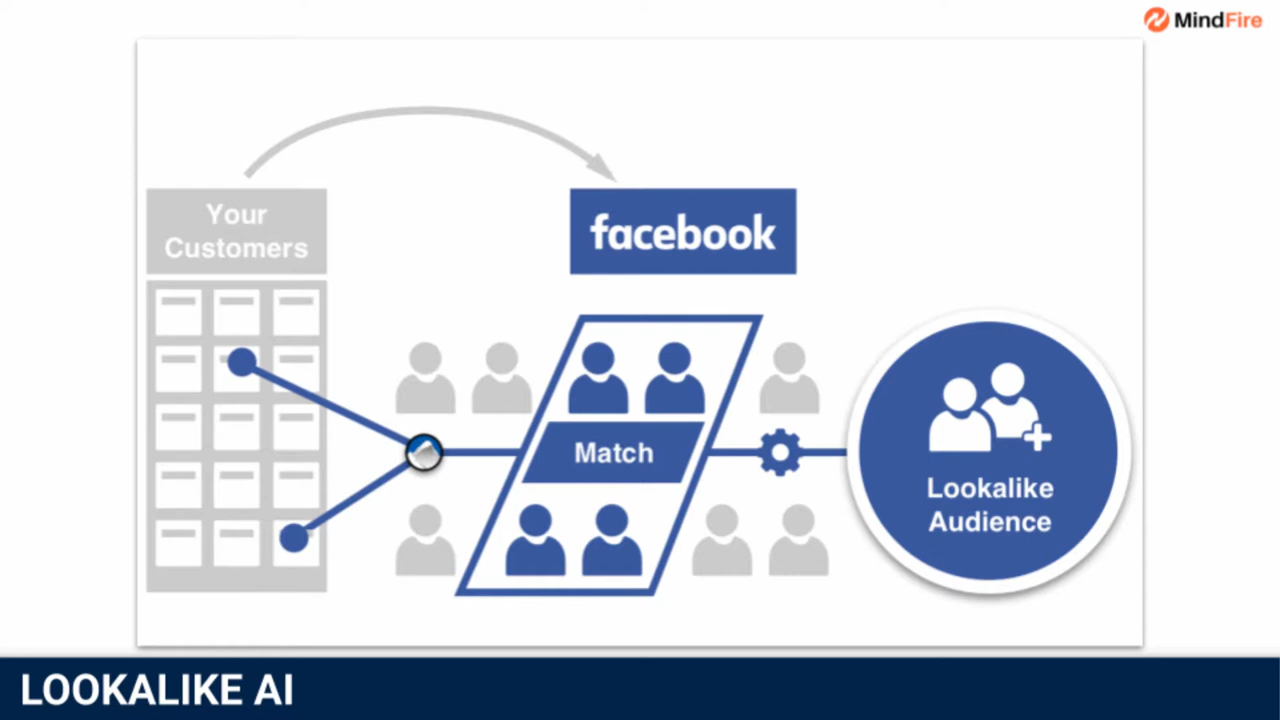 MindFire
Your
Customers
facebook
Match
Lookalike
Audience
LOOKALIKE AI